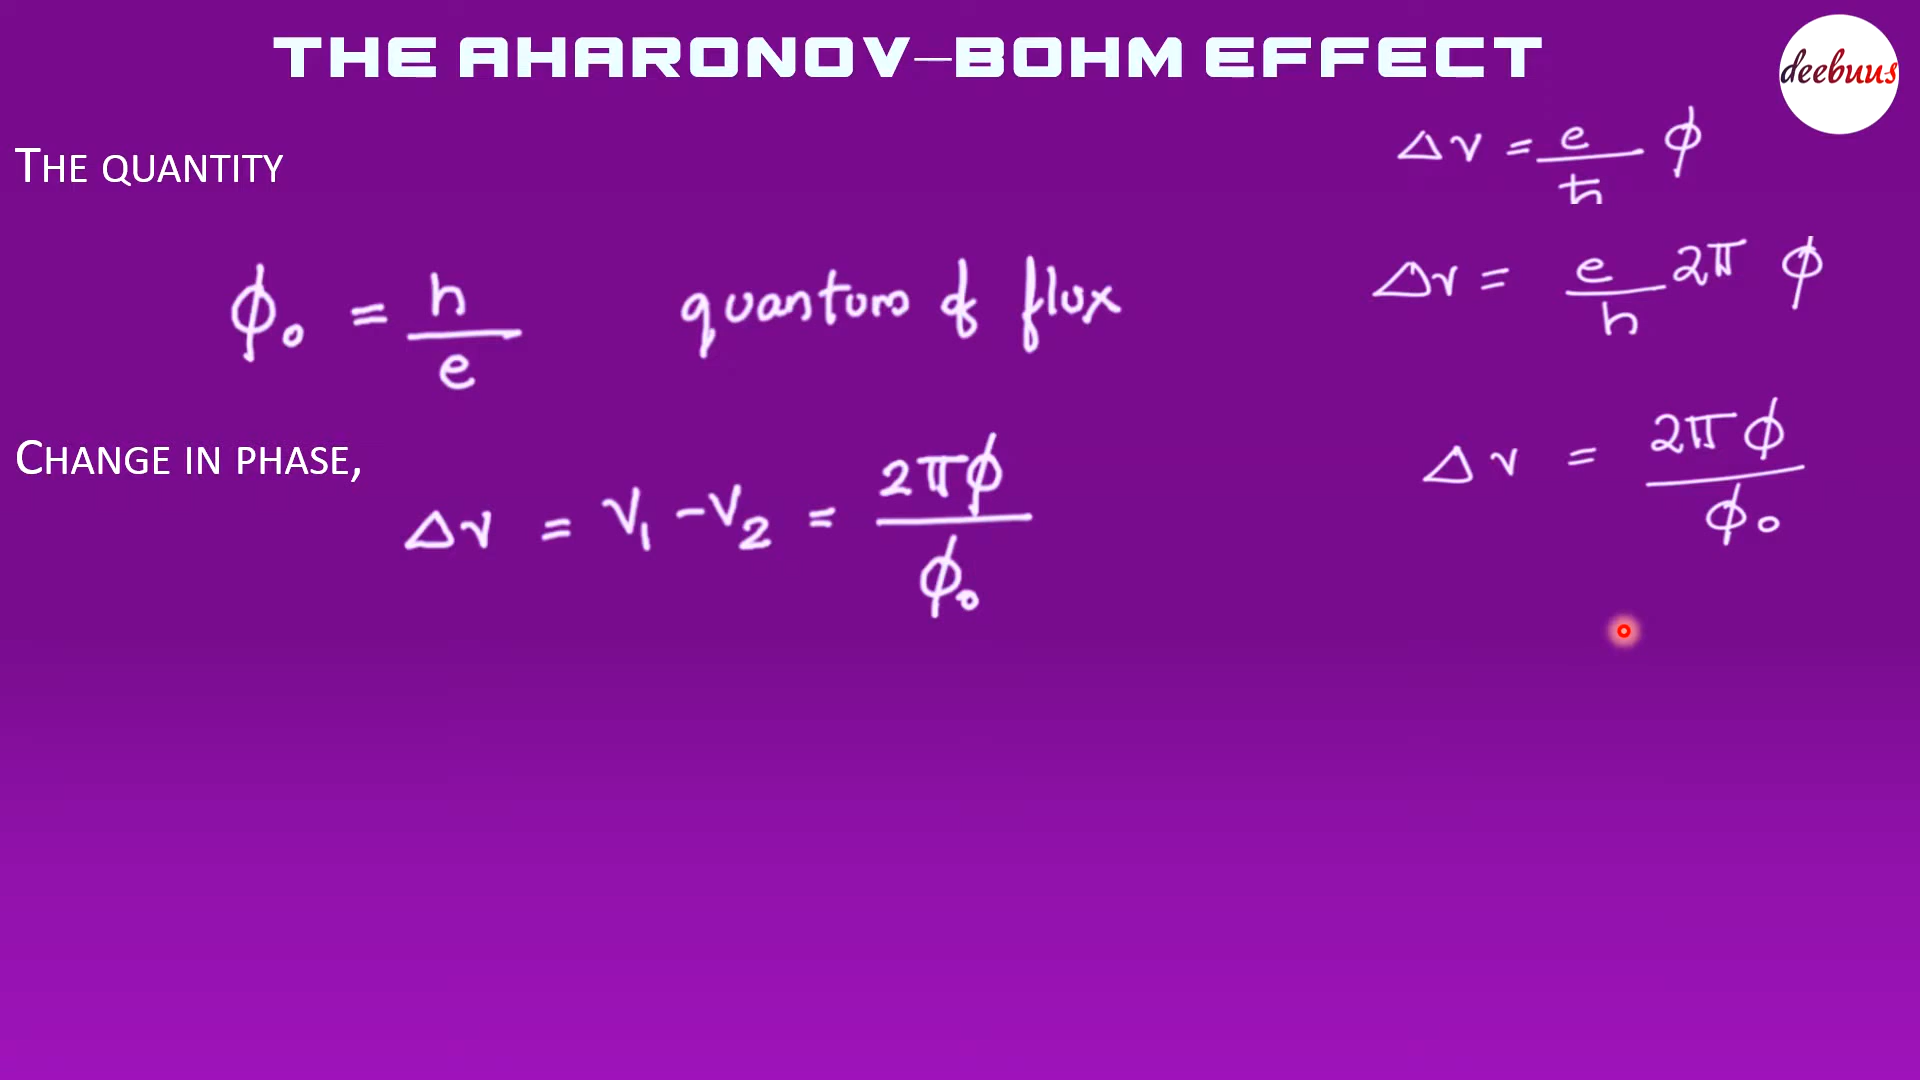 THE AHARONOV–BOHM EFFECT
deebuus
THE QUANTITY
ϕ₀ = h/e quantum of flux
CHANGE IN PHASE,
Δν = ν₁ - ν₂ = 2πϕ/ϕ₀
Δν = e/ℏ ϕ
Δν = e/h 2π ϕ
Δν = 2πϕ/ϕ₀